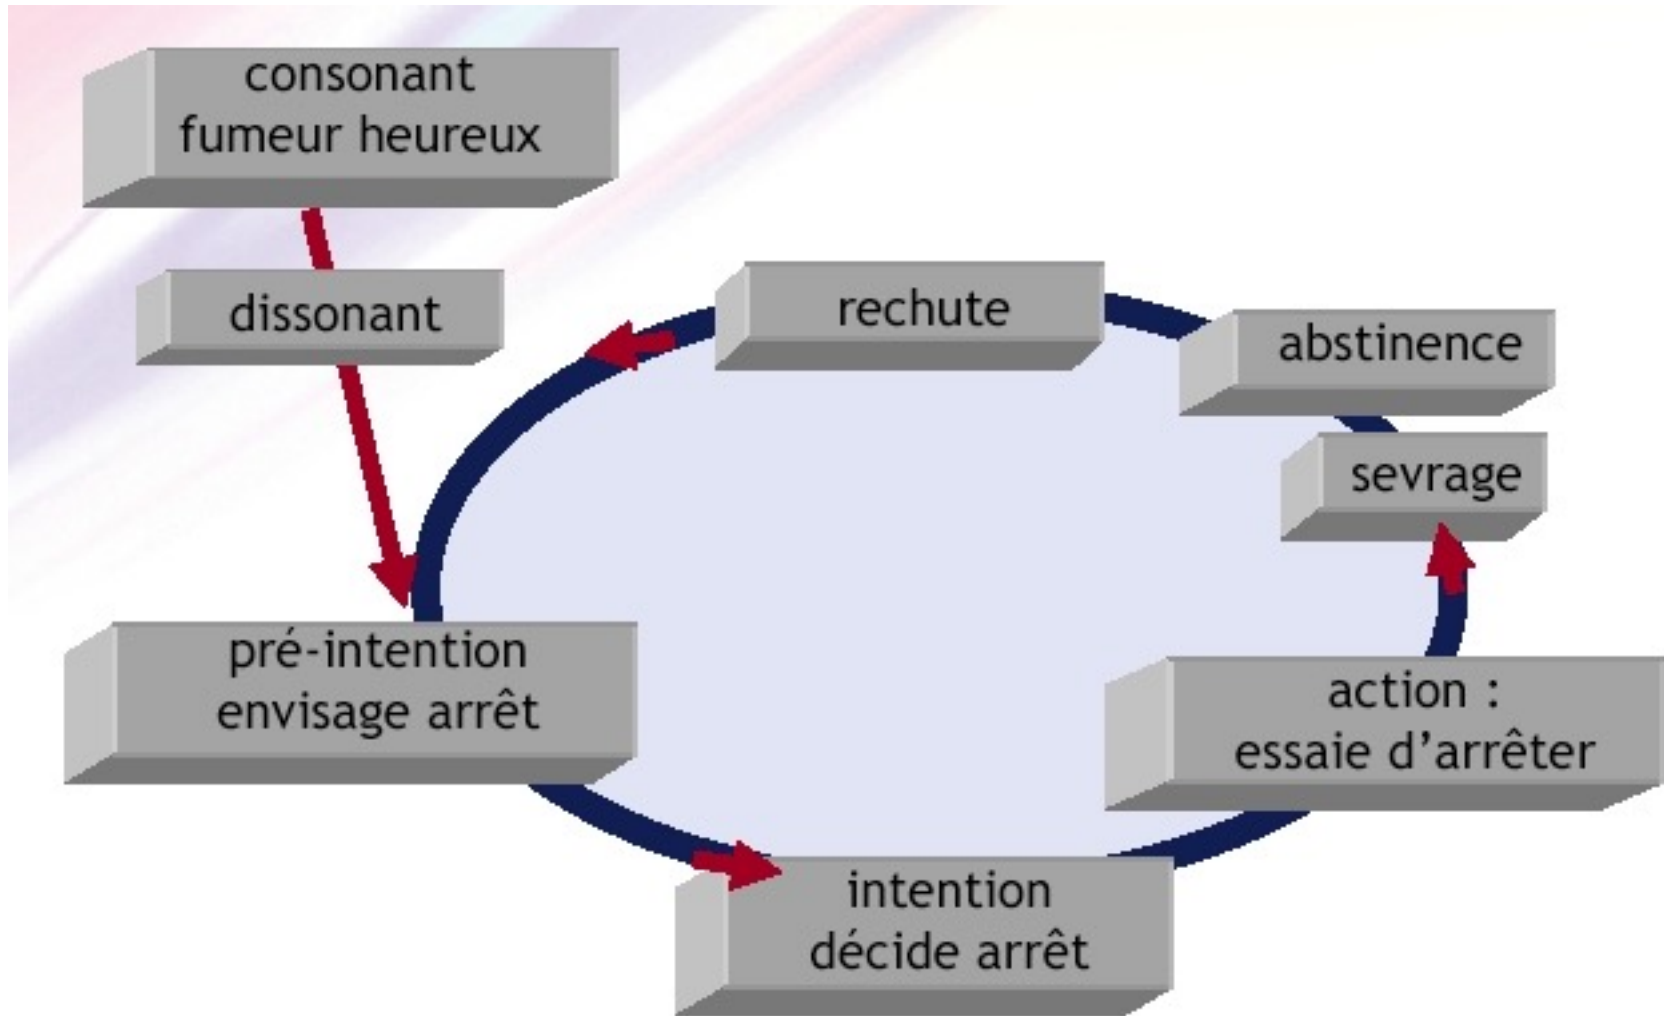 consonant
fumeur heureux
dissonant
rechute
abstinence
sevrage
pré-intention
envisage arrêt
action :
essaie d’arrêter
intention
décide arrêt